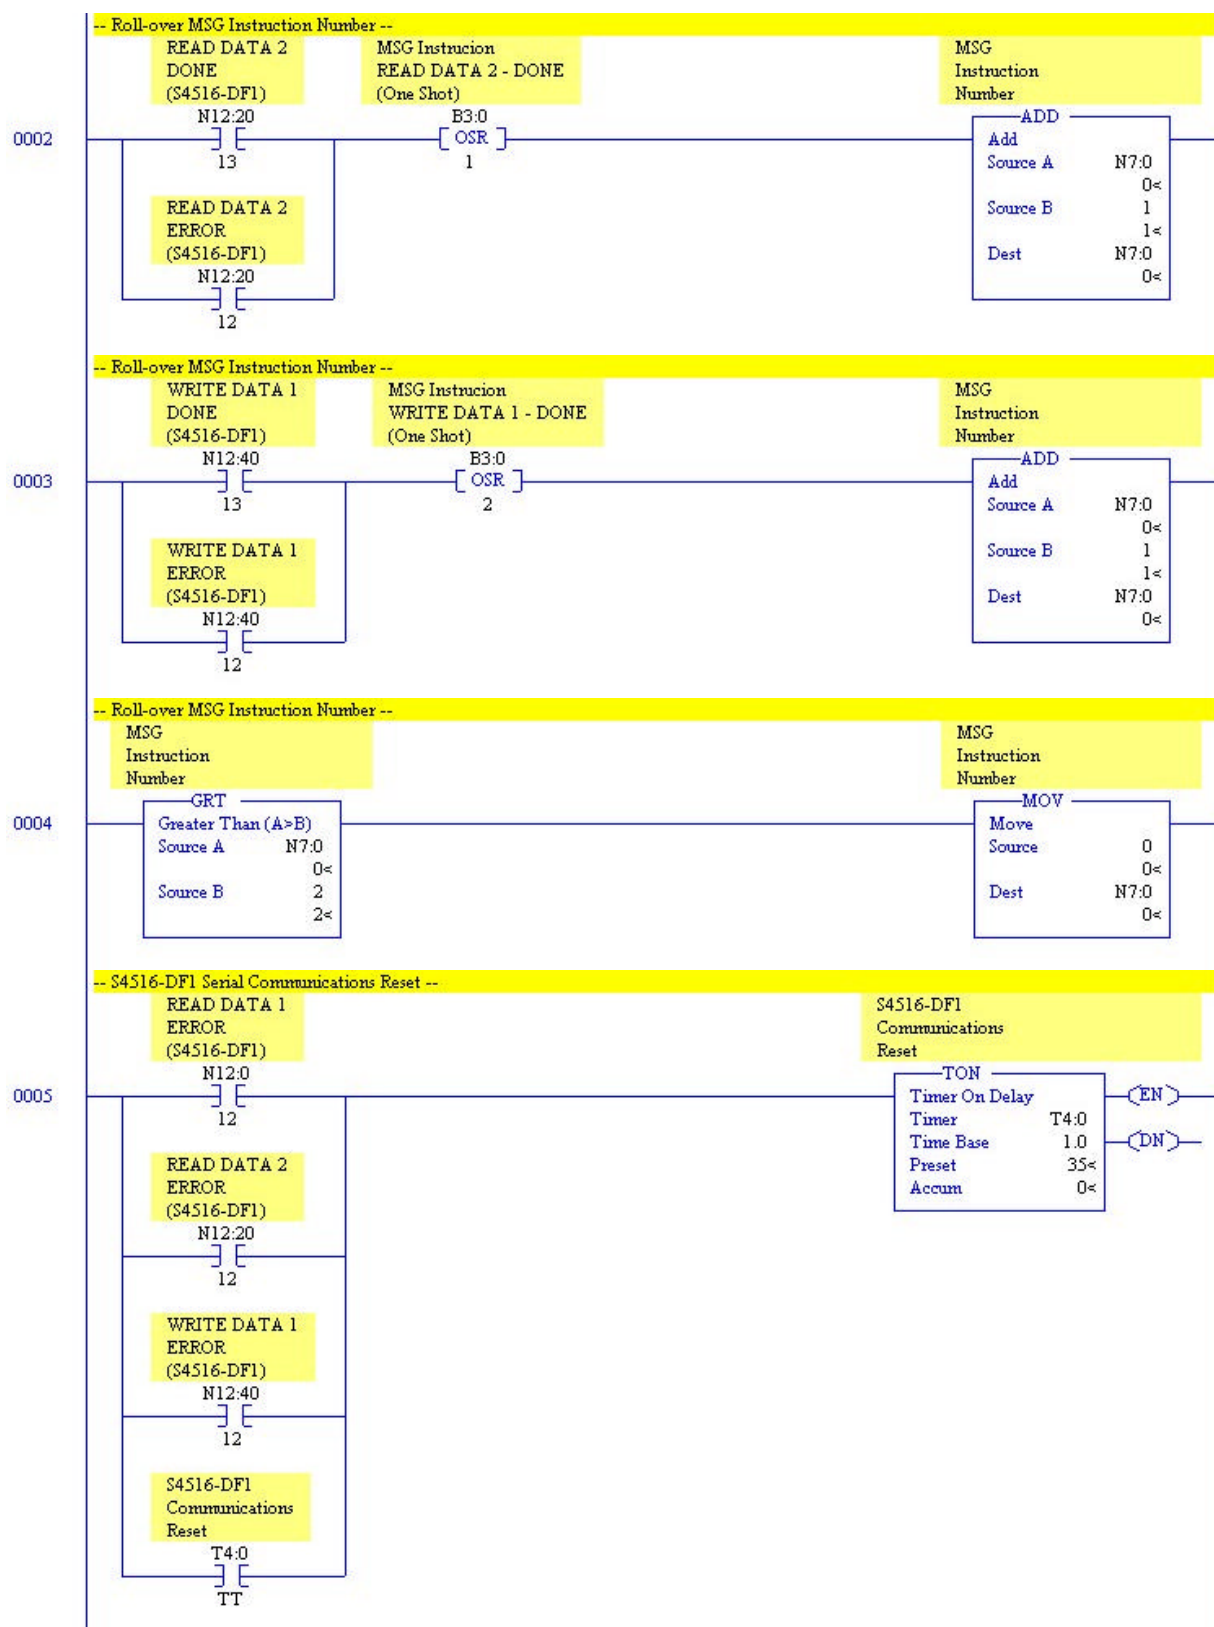 -- Roll-over MSG Instruction Number --
READ DATA 2
DONE
(S4516-DF1)
N12:20
13
MSG Instrucion
READ DATA 2 - DONE
(One Shot)
B3:0
OSR
1
MSG
Instruction
Number
0002
ADD
Add
Source A N7:0
0<
Source B 1
1<
Dest N7:0
0<
READ DATA 2
ERROR
(S4516-DF1)
N12:20
12
-- Roll-over MSG Instruction Number --
WRITE DATA 1
DONE
(S4516-DF1)
N12:40
13
MSG Instrucion
WRITE DATA 1 - DONE
(One Shot)
B3:0
OSR
2
MSG
Instruction
Number
0003
ADD
Add
Source A N7:0
0<
Source B 1
1<
Dest N7:0
0<
WRITE DATA 1
ERROR
(S4516-DF1)
N12:40
12
-- Roll-over MSG Instruction Number --
MSG
Instruction
Number
0004
GRT
Greater Than (A>B)
Source A N7:0
0<
Source B 2
2<
MSG
Instruction
Number
MOV
Move
Source 0
0<
Dest N7:0
0<
-- S4516-DF1 Serial Communications Reset --
READ DATA 1
ERROR
(S4516-DF1)
N12:0
12
0005
S4516-DF1
Communications
Reset
TON
Timer On Delay
Timer T4:0
Time Base 1.0
Preset 35<
Accum 0<
EN
DN
READ DATA 2
ERROR
(S4516-DF1)
N12:20
12
WRITE DATA 1
ERROR
(S4516-DF1)
N12:40
12
S4516-DF1
Communications
Reset
T4:0
TT